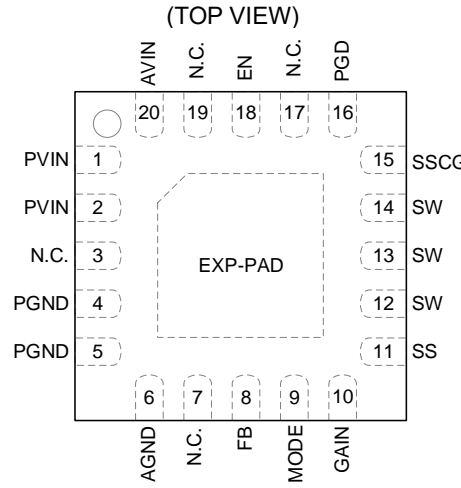 (TOP VIEW)
AVIN
N.C.
EN
N.C.
PGD
20
19
18
17
16
PVIN 1
PVIN 2
N.C. 3
PGND 4
PGND 5
EXP-PAD
15 SSCG
14 SW
13 SW
12 SW
11 SS
6
7
8
9
10
AGND
N.C.
FB
MODE
GAIN